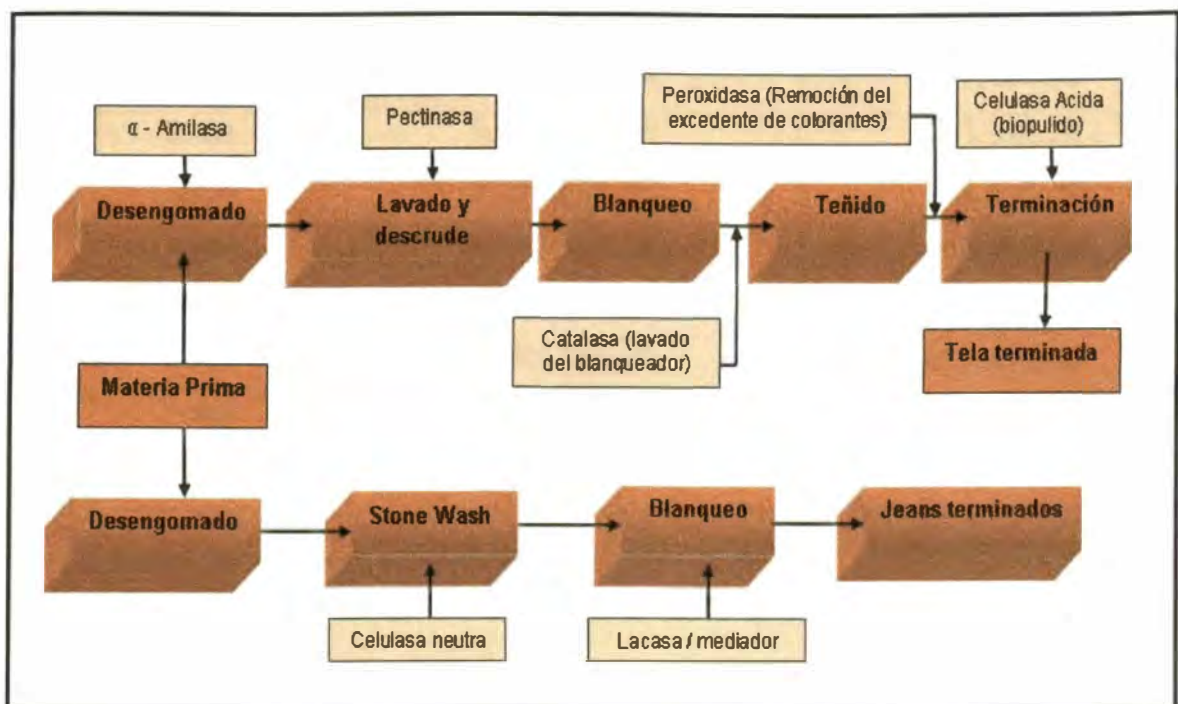 α - Amilasa
Pectinasa
Peroxidasa (Remoción del
excedente de colorantes)
Celulasa Acida
(biopulido)
Desengomado
Lavado y
descrude
Blanqueo
Teñido
Terminación
Catalasa (lavado
del blanqueador)
Tela terminada
Materia Prima
Desengomado
Stone Wash
Blanqueo
Jeans terminados
Celulasa neutra
Lacasa / mediador